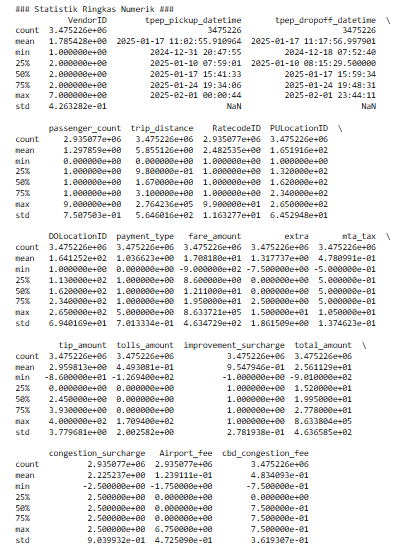 ### Statistik Ringkas Numerik ###
VendorID tpep_pickup_datetime tpep_dropoff_datetime \
count 3.475226e+06 3475226 3475226
mean 1.785428e+00 2025-01-17 11:02:55.910964 2025-01-17 11:17:56.997901
min 1.000000e+00 2024-12-31 20:47:55 2024-12-18 07:52:40
25% 2.000000e+00 2025-01-10 07:59:01 2025-01-10 08:15:29.500000
50% 2.000000e+00 2025-01-17 15:41:33 2025-01-17 15:59:34
75% 2.000000e+00 2025-01-24 19:34:06 2025-01-24 19:48:31
max 7.000000e+00 2025-02-01 00:00:44 2025-02-01 23:44:11
std 4.263282e-01 NaN NaN
passenger_count trip_distance RatecodeID PULocationID \
count 2.935077e+06 3.475226e+06 2.935077e+06 3.475226e+06
mean 1.297859e+00 5.855126e+00 2.482535e+00 1.651916e+02
min 0.000000e+00 0.000000e+00 1.000000e+00 1.000000e+00
25% 1.000000e+00 9.800000e-01 1.000000e+00 1.320000e+02
50% 1.000000e+00 1.670000e+00 1.000000e+00 1.620000e+02
75% 1.000000e+00 3.100000e+00 1.000000e+00 2.340000e+02
max 9.000000e+00 2.764236e+05 9.900000e+01 2.650000e+02
std 7.507503e-01 5.646016e+02 1.163277e+01 6.452948e+01
DOLocationID payment_type fare_amount extra mta_tax \
count 3.475226e+06 3.475226e+06 3.475226e+06 3.475226e+06 3.475226e+06
mean 1.641252e+02 1.036623e+00 1.708180e+01 1.317737e+00 4.780991e-01
min 1.000000e+00 0.000000e+00 -9.000000e+02 -7.500000e+00 -5.000000e-01
25% 1.130000e+02 1.000000e+00 8.600000e+00 0.000000e+00 5.000000e-01
50% 1.620000e+02 1.000000e+00 1.211000e+01 0.000000e+00 5.000000e-01
75% 2.340000e+02 1.000000e+00 1.950000e+01 2.500000e+00 5.000000e-01
max 2.650000e+02 5.000000e+00 8.633721e+05 1.500000e+01 1.050000e+01
std 6.940169e+01 7.013334e-01 4.634729e+02 1.861509e+00 1.374623e-01
tip_amount tolls_amount improvement_surcharge total_amount \
count 3.475226e+06 3.475226e+06 3.475226e+06 3.475226e+06
mean 2.959813e+00 4.493081e-01 9.547946e-01 2.561129e+01
min -8.600000e+01 -1.269400e+02 -1.000000e+00 -9.010000e+02
25% 0.000000e+00 0.000000e+00 1.000000e+00 1.520000e+01
50% 2.450000e+00 0.000000e+00 1.000000e+00 1.995000e+01
75% 3.930000e+00 0.000000e+00 1.000000e+00 2.778000e+01
max 4.000000e+02 1.709400e+02 1.000000e+00 8.633804e+05
std 3.779681e+00 2.002582e+00 2.781938e-01 4.636585e+02
congestion_surcharge Airport_fee cbd_congestion_fee
count 2.935077e+06 2.935077e+06 3.475226e+06
mean 2.225237e+00 1.239111e-01 4.834093e-01
min -2.500000e+00 -1.750000e+00 -7.500000e-01
25% 2.500000e+00 0.000000e+00 0.000000e+00
50% 2.500000e+00 0.000000e+00 7.500000e-01
75% 2.500000e+00 0.000000e+00 7.500000e-01
max 2.500000e+00 6.750000e+00 7.500000e-01
std 9.039932e-01 4.725090e-01 3.619307e-01